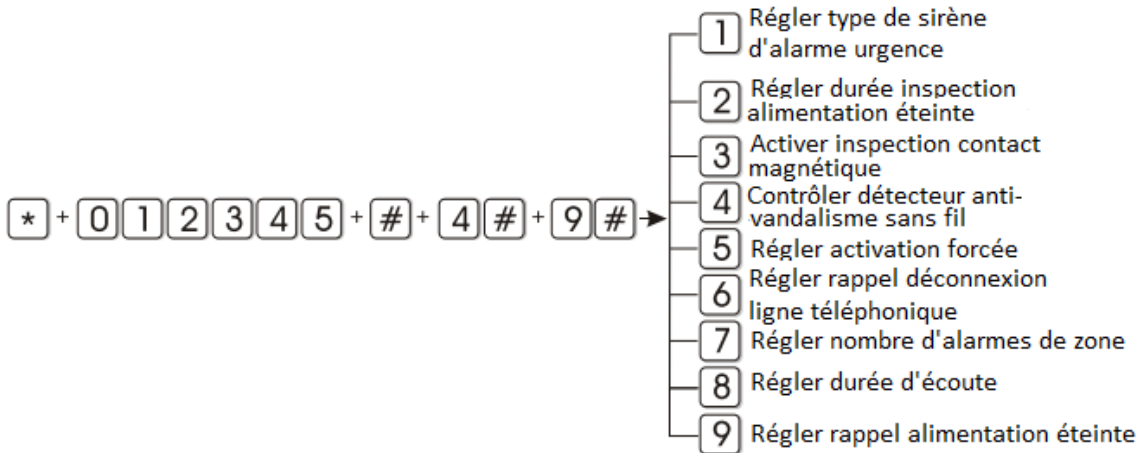 1 Régler type de sirène
d'alarme urgence
2 Régler durée inspection
alimentation éteinte
3 Activer inspection contact
magnétique
* + 0 1 2 3 4 5 + # + 4 # + 9 #
4 Contrôler détecteur anti-
vandalisme sans fil
5 Régler activation forcée
6 Régler rappel déconnexion
ligne téléphonique
7 Régler nombre d'alarmes de zone
8 Régler durée d'écoute
9 Régler rappel alimentation éteinte